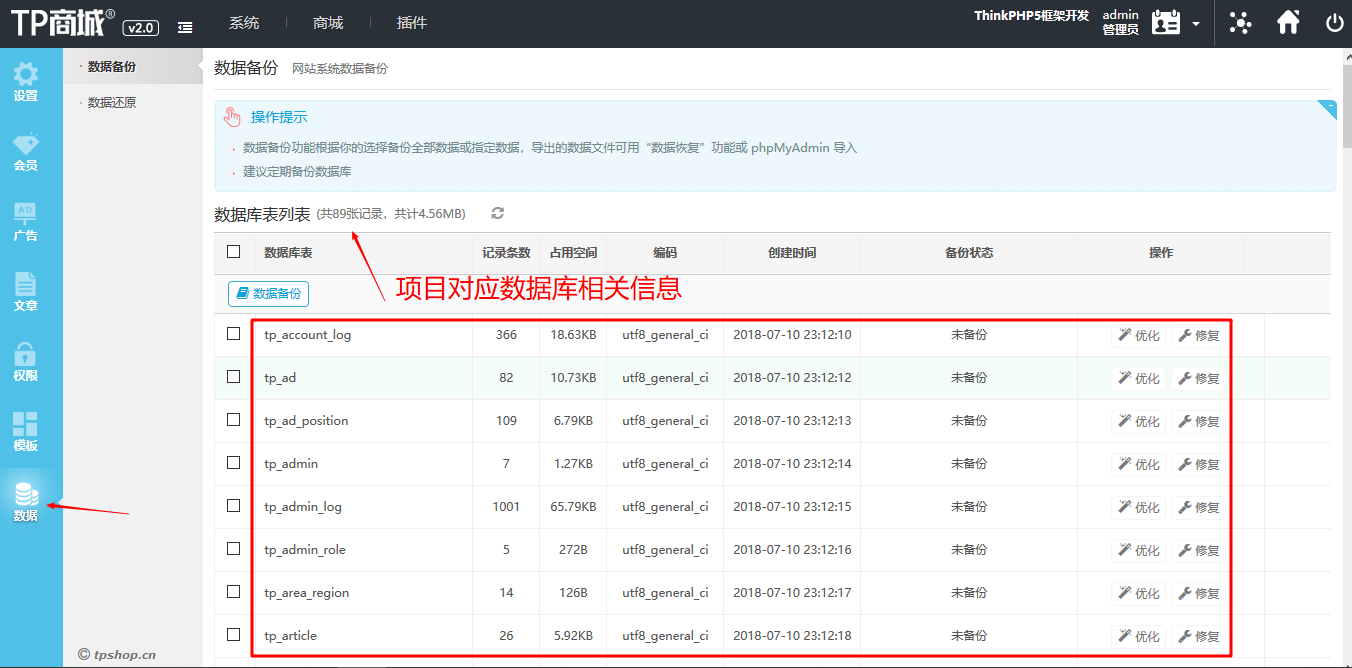 TP商城® v2.0 系统 商城 插件 ThinkPHP5框架开发 admin
管理员
设置
会员
广告
文章
权限
模板
数据
· 数据备份
· 数据还原
© tpshop.cn
数据备份 网站系统数据备份
操作提示
· 数据备份功能根据你的选择备份全部数据或指定数据，导出的数据文件可用“数据恢复”功能或 phpMyAdmin 导入
· 建议定期备份数据库
数据库表列表 (共89张记录，共计4.56MB)
数据库表 记录条数 占用空间 编码 创建时间 备份状态 操作
数据备份
项目对应数据库相关信息
tp_account_log 366 18.63KB utf8_general_ci 2018-07-10 23:12:10 未备份 优化 修复
tp_ad 82 10.73KB utf8_general_ci 2018-07-10 23:12:12 未备份 优化 修复
tp_ad_position 109 6.79KB utf8_general_ci 2018-07-10 23:12:13 未备份 优化 修复
tp_admin 7 1.27KB utf8_general_ci 2018-07-10 23:12:14 未备份 优化 修复
tp_admin_log 1001 65.79KB utf8_general_ci 2018-07-10 23:12:15 未备份 优化 修复
tp_admin_role 5 272B utf8_general_ci 2018-07-10 23:12:16 未备份 优化 修复
tp_area_region 14 126B utf8_general_ci 2018-07-10 23:12:17 未备份 优化 修复
tp_article 26 5.92KB utf8_general_ci 2018-07-10 23:12:18 未备份 优化 修复